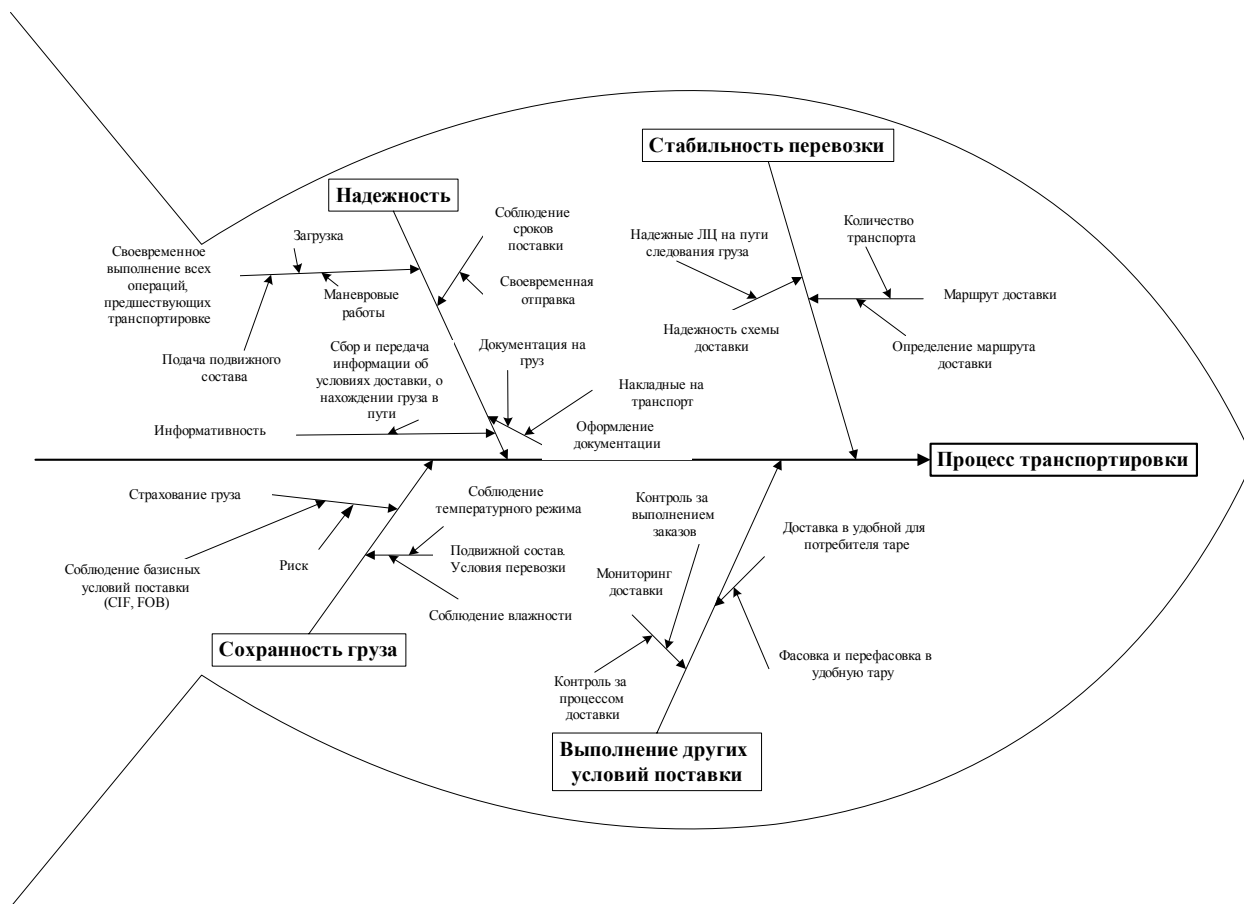 Стабильность перевозки
Надежность
Соблюдение
сроков
поставки
Количество
транспорта
Загрузка
Надежные ЛЦ на пути
следования груза
Своевременное
выполнение всех
операций,
предшествующих
транспортировке
Своевременная
отправка
Маневровые
работы
Маршрут доставки
Надежность схемы
доставки
Определение маршрута
доставки
Подача подвижного
состава
Сбор и передача
информации об
условиях доставки, о
нахождении груза в
пути
Документация на
груз
Накладные на
транспорт
Информативность
Оформление
документации
Процесс транспортировки
Страхование груза
Соблюдение
температурного режима
Контроль за
выполнением
заказов
Доставка в удобной для
потребителя таре
Соблюдение базисных
условий поставки
(CIF, FOB)
Риск
Подвижной состав.
Условия перевозки
Мониторинг
доставки
Соблюдение влажности
Сохранность груза
Фасовка и перефасовка в
удобную тару
Контроль за
процессом
доставки
Выполнение других
условий поставки